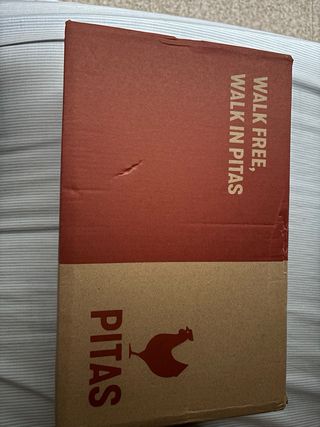 WALK FREE,
WALK IN PITAS
PITAS